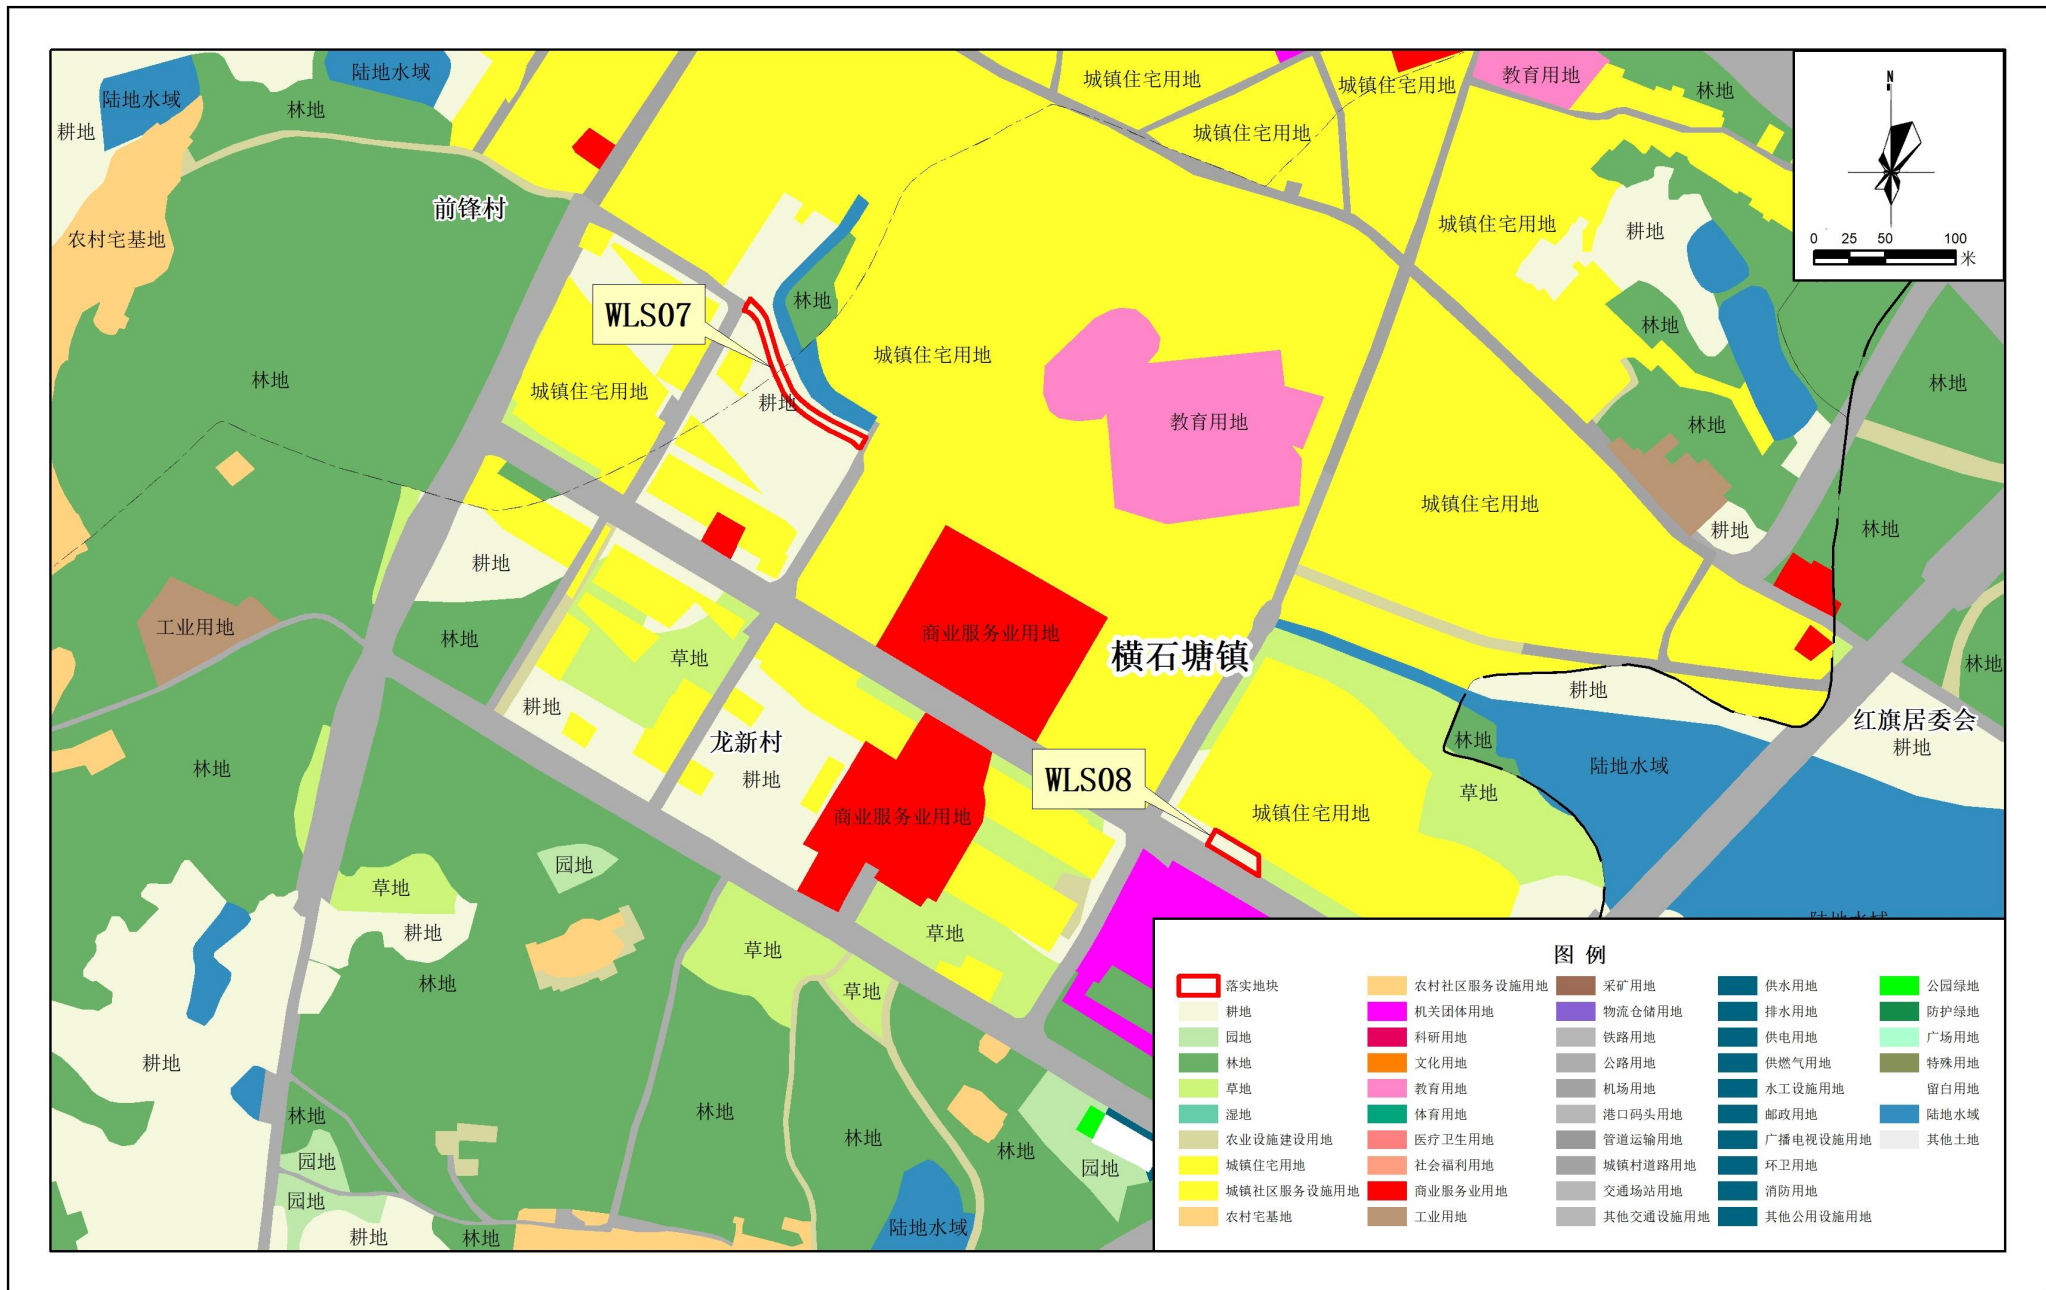 陆地水域
城镇住宅用地
城镇住宅用地
教育用地
林地
陆地水域
林地
耕地
城镇住宅用地
N
前锋村
农村宅基地
城镇住宅用地
耕地
0 25 50 100
米
林地
WLS07
林地
城镇住宅用地
林地
城镇住宅用地
耕地
教育用地
林地
林地
城镇住宅用地
耕地
林地
耕地
工业用地
林地
草地
商业服务业用地
横石塘镇
林地
耕地
耕地
龙新村
红旗居委会
耕地
林地
林地
耕地
陆地水域
WLS08
草地
商业服务业用地
城镇住宅用地
园地
草地
耕地
草地
草地
林地
草地
陆地水域
耕地
林地
林地
林地
林地
园地
园地
园地
耕地
林地
陆地水域
图 例
落实地块
耕地
园地
林地
草地
湿地
农业设施建设用地
城镇住宅用地
城镇社区服务设施用地
农村宅基地
农村社区服务设施用地
机关团体用地
科研用地
文化用地
教育用地
体育用地
医疗卫生用地
社会福利用地
商业服务业用地
工业用地
采矿用地
物流仓储用地
铁路用地
公路用地
机场用地
港口码头用地
管道运输用地
城镇村道路用地
交通场站用地
其他交通设施用地
供水用地
排水用地
供电用地
供燃气用地
水工设施用地
邮政用地
广播电视设施用地
环卫用地
消防用地
其他公用设施用地
公园绿地
防护绿地
广场用地
特殊用地
留白用地
陆地水域
其他土地